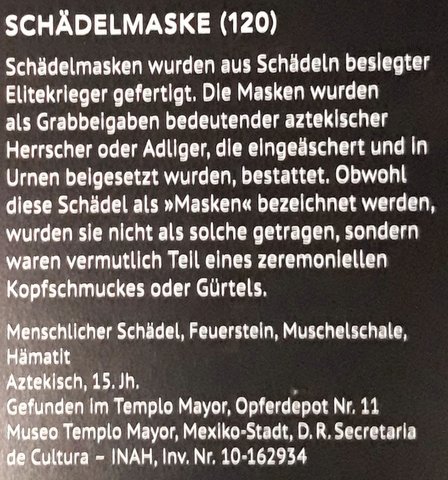 SCHÄDELMASKE (120)
Schädelmasken wurden aus Schädeln besiegter
Elitekrieger gefertigt. Die Masken wurden
als Grabbeigaben bedeutender aztekischer
Herrscher oder Adliger, die eingeäschert und in
Urnen beigesetzt wurden, bestattet. Obwohl
diese Schädel als »Masken« bezeichnet werden,
wurden sie nicht als solche getragen, sondern
waren vermutlich Teil eines zeremoniellen
Kopfschmuckes oder Gürtels.
Menschlicher Schädel, Feuerstein, Muschelschale,
Hämatit
Aztekisch, 15. Jh.
Gefunden im Templo Mayor, Opferdepot Nr. 11
Museo Templo Mayor, Mexiko-Stadt, D. R. Secretaria
de Cultura – INAH, Inv. Nr. 10-162934